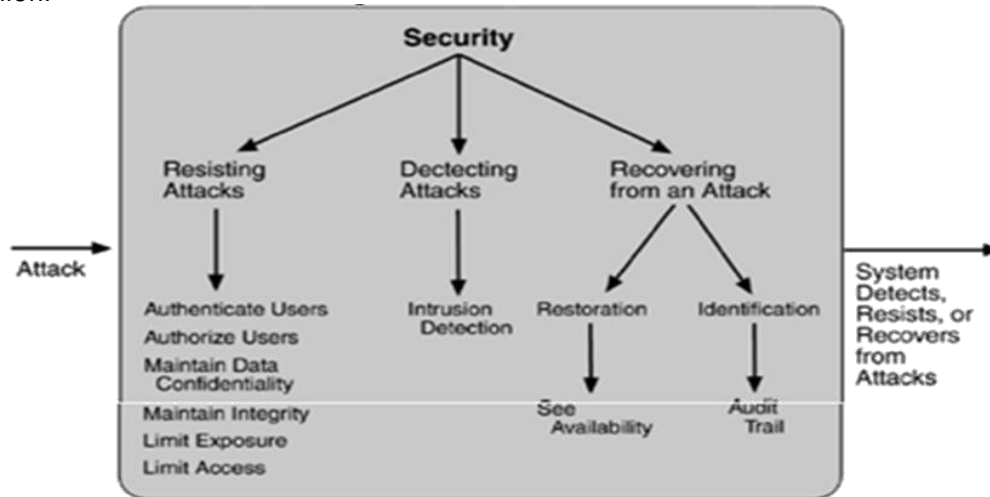 Security
Resisting
Attacks
Dectecting
Attacks
Recovering
from an Attack
Attack
Authenticate Users
Authorize Users
Maintain Data
Confidentiality
Maintain Integrity
Limit Exposure
Limit Access
Intrusion
Detection
Restoration
Identification
See
Availability
Audit
Trail
System
Detects,
Resists, or
Recovers
from
Attacks